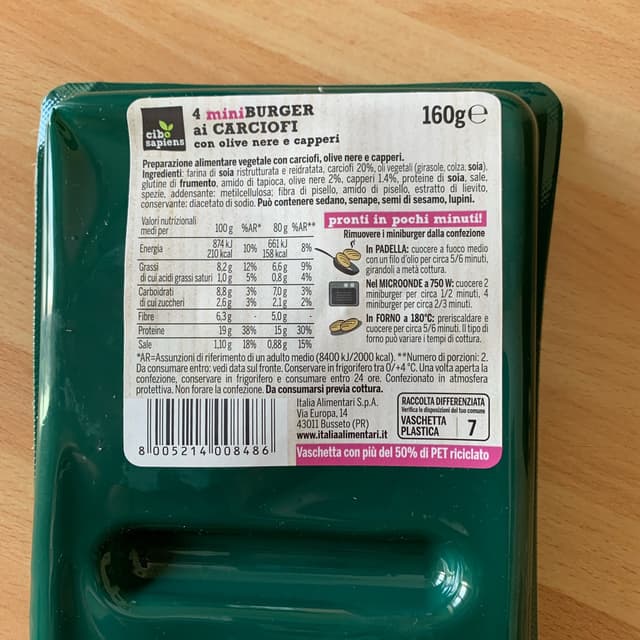 cibo
sapiens
4 miniBURGER
ai CARCIOFI
con olive nere e capperi
160g e
Preparazione alimentare vegetale con carciofi, olive nere e capperi.
Ingredienti: farina di soia ristrutturata e reidratata, carciofi 20%, oli vegetali (girasole, colza, soia),
glutine di frumento, amido di tapioca, olive nere 2%, capperi 1,4%, proteine di soia, sale,
spezie, addensante: metilcellulosa; fibra di pisello, amido di pisello, estratto di lievito,
conservante: diacetato di sodio. Può contenere sedano, senape, semi di sesamo, lupini.
Valori nutrizionali
medi per 100 g %AR* 80 g %AR**
Energia 874 kJ 210 kcal 10% 661 kJ 158 kcal 8%
Grassi 8,2 g 12% 6,6 g 9%
di cui acidi grassi saturi 1,0 g 5% 0,8 g 4%
Carboidrati 8,8 g 3% 7,0 g 3%
di cui zuccheri 2,6 g 3% 2,1 g 2%
Fibre 6,3 g - 5,0 g -
Proteine 19 g 38% 15 g 30%
Sale 1,10 g 18% 0,88 g 15%
pronti in pochi minuti!
Rimuovere i miniburger dalla confezione
In PADELLA: cuocere a fuoco medio
con un filo d'olio per circa 5/6 minuti,
girandoli a metà cottura.
Nel MICROONDE a 750 W: cuocere 2
miniburger per circa 1/2 minuti, 4
miniburger per circa 2/3 minuti.
In FORNO a 180°C: preriscaldare e
cuocere per circa 5/6 minuti. Il tipo di
forno può variare i tempi di cottura.
*AR=Assunzioni di riferimento di un adulto medio (8400 kJ/2000 kcal). **Numero di porzioni: 2.
Da consumare entro: vedi data sul fronte. Conservare in frigorifero tra 0/+4 °C. Una volta aperta la
confezione, conservare in frigorifero e consumare entro 24 ore. Confezionato in atmosfera
protettiva. Non forare la confezione. Da consumarsi previa cottura.
8 005214 008486
Italia Alimentari S.p.A.
Via Europa, 14
43011 Busseto (PR)
www.italiaalimentari.it
RACCOLTA DIFFERENZIATA
Verifica le disposizioni del tuo comune
VASCHETTA
PLASTICA 7
Vaschetta con più del 50% di PET riciclato